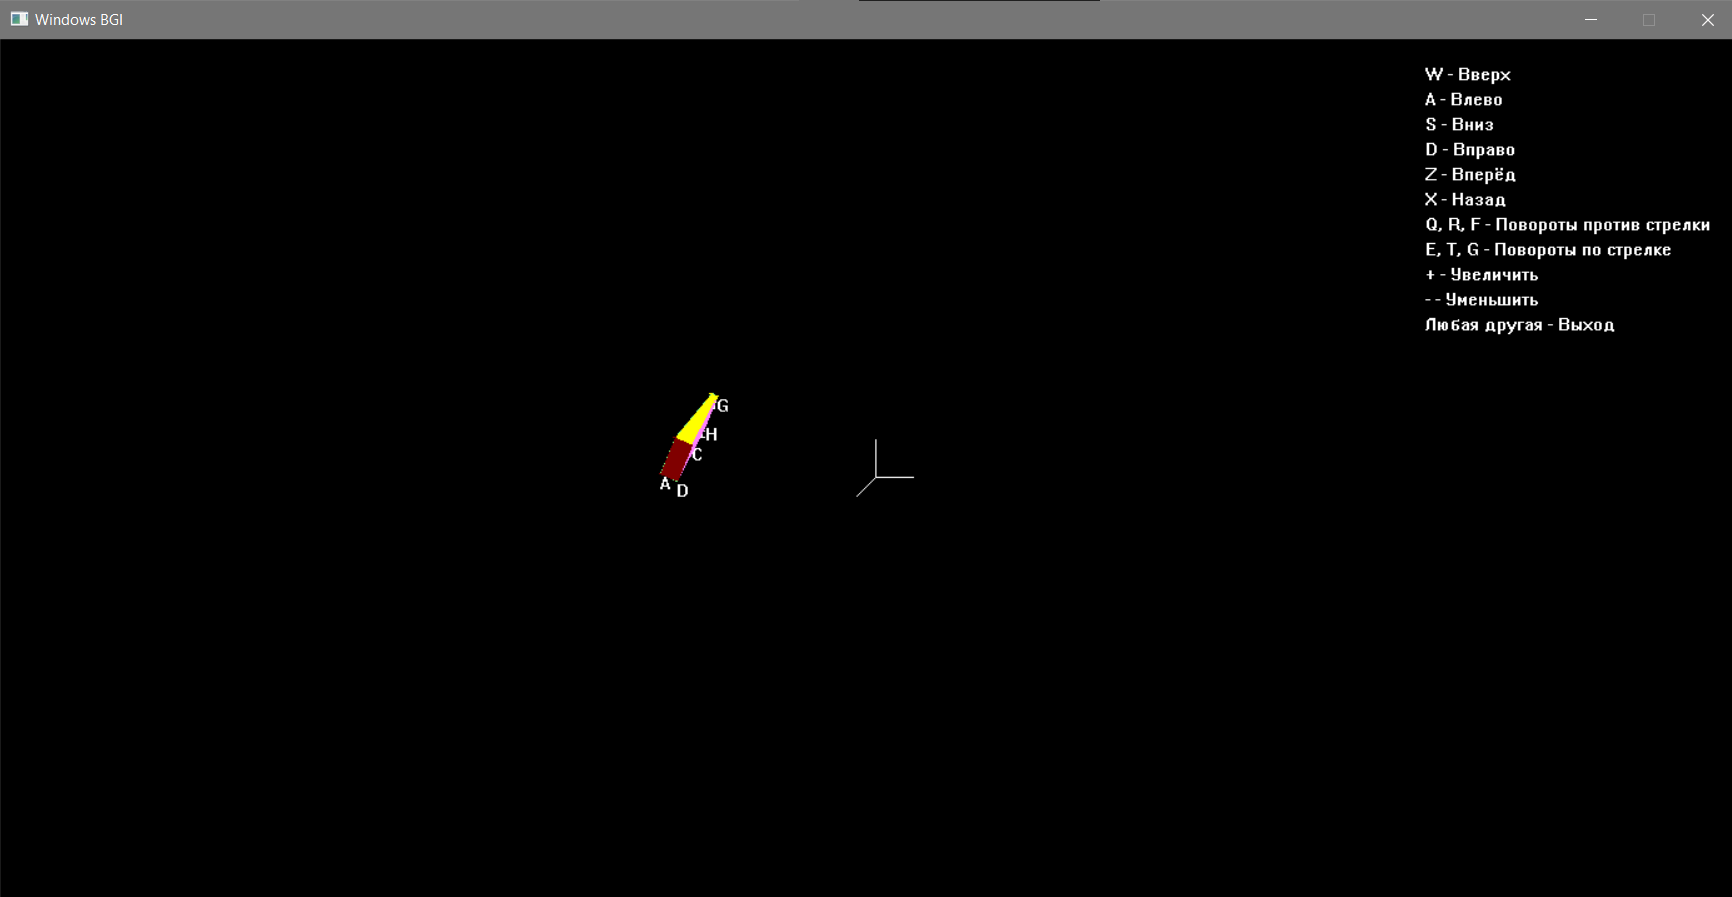 Windows BGI
W - Вверх
A - Влево
S - Вниз
D - Вправо
Z - Вперёд
X - Назад
Q, R, F - Повороты против стрелки
E, T, G - Повороты по стрелке
+ - Увеличить
- - Уменьшить
Любая другая - Выход
G
H
C
A
D